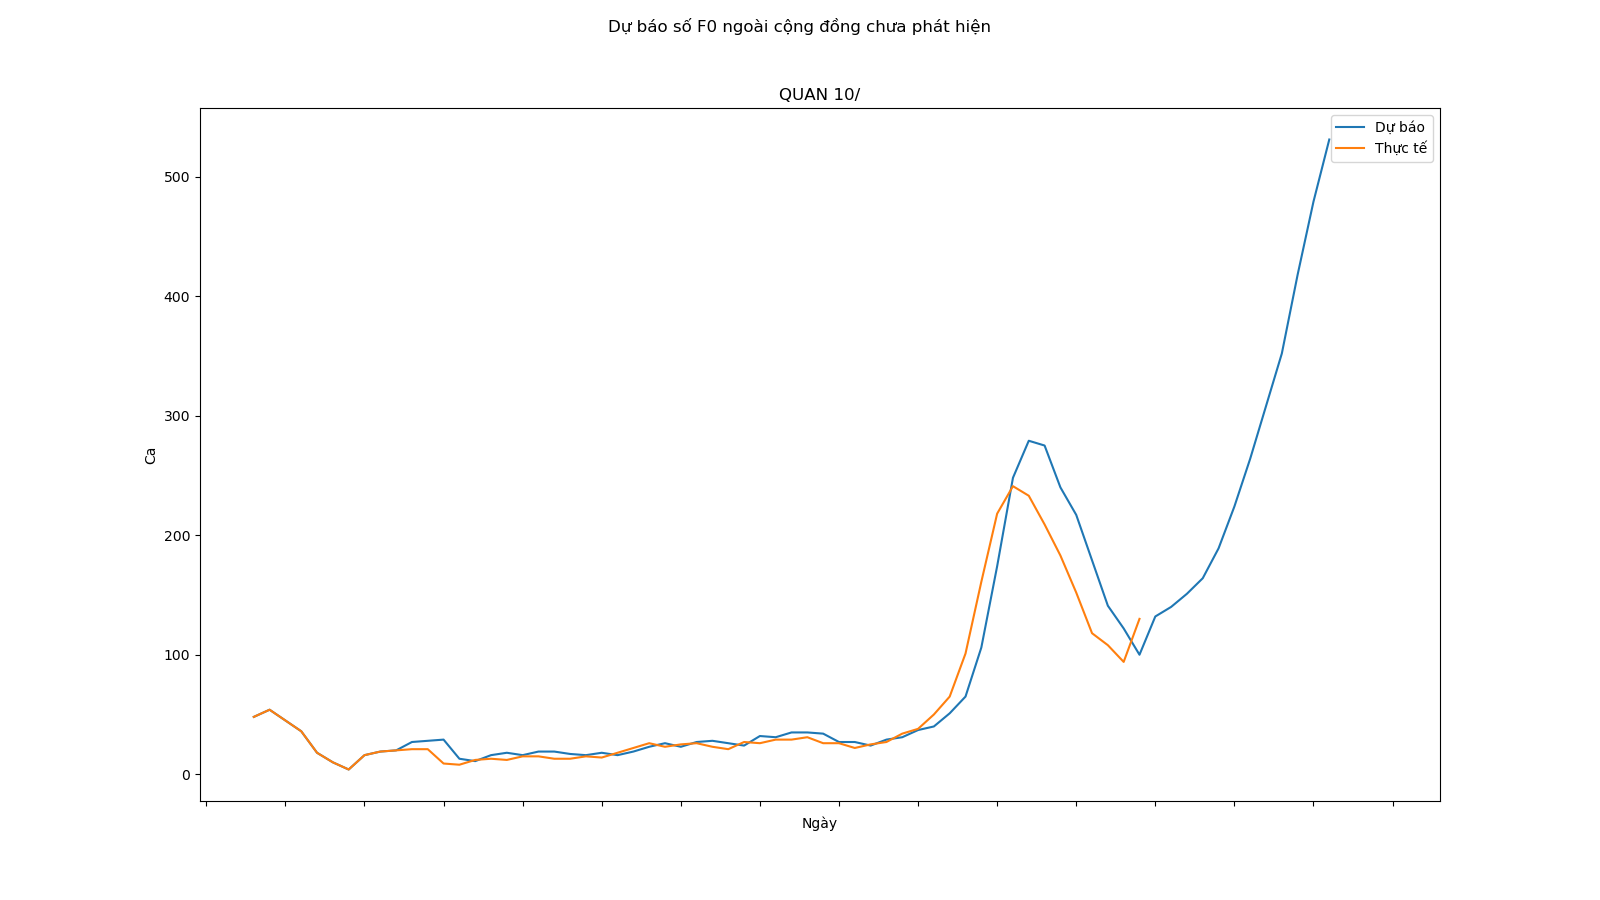 Dự báo số F0 ngoài cộng đồng chưa phát hiện
QUAN 10/
Dự báo
Thực tế
500
400
300
200
100
0
Ca
Ngày